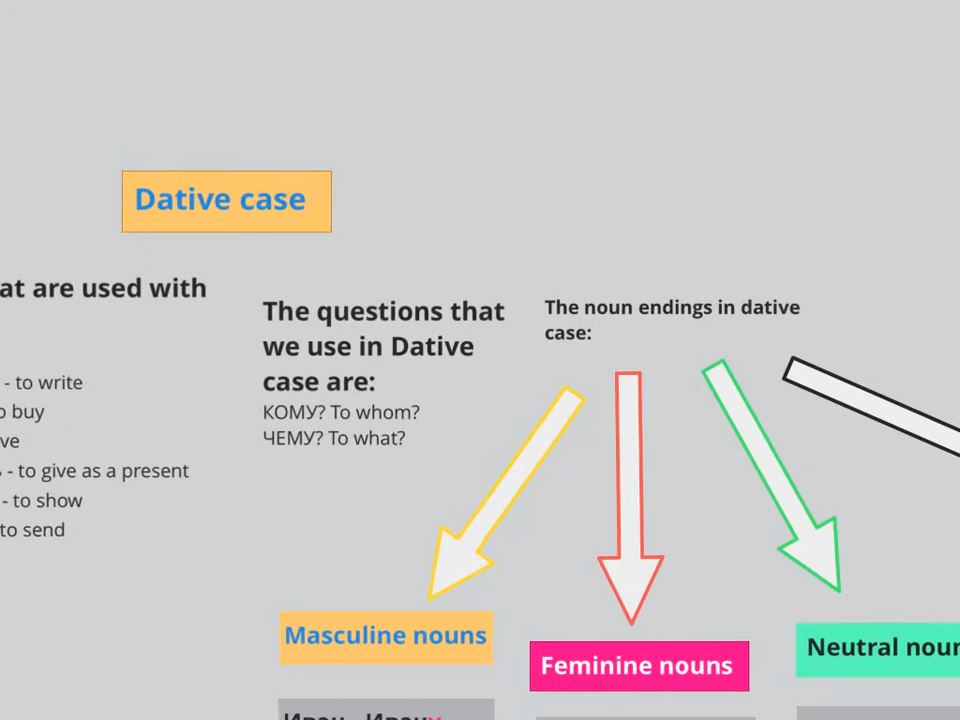 Dative case
at are used with
- to write
buy
- to give as a present
- to show
to send
The questions that
we use in Dative
case are:
КОМУ? To whom?
ЧЕМУ? To what?
The noun endings in dative
case:
Masculine nouns
Feminine nouns
Neutral